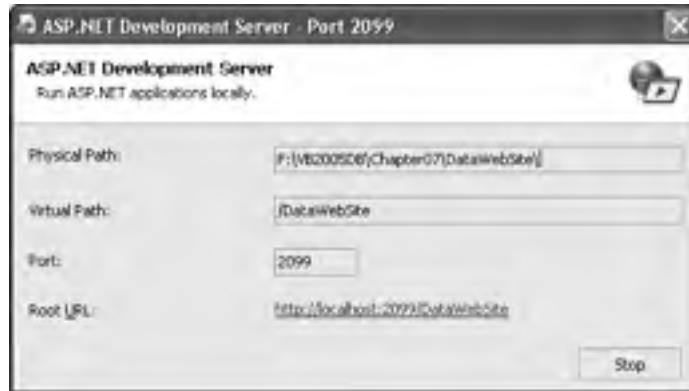 ASP.NET Development Server - Port 2099
ASP.NET Development Server
Run ASP.NET applications locally.
Physical Path: F:\VB2005DB\Chapter07\DataWebSite\
Virtual Path: /DataWebSite
Port: 2099
Root URL: http://localhost:2099/DataWebSite
Stop